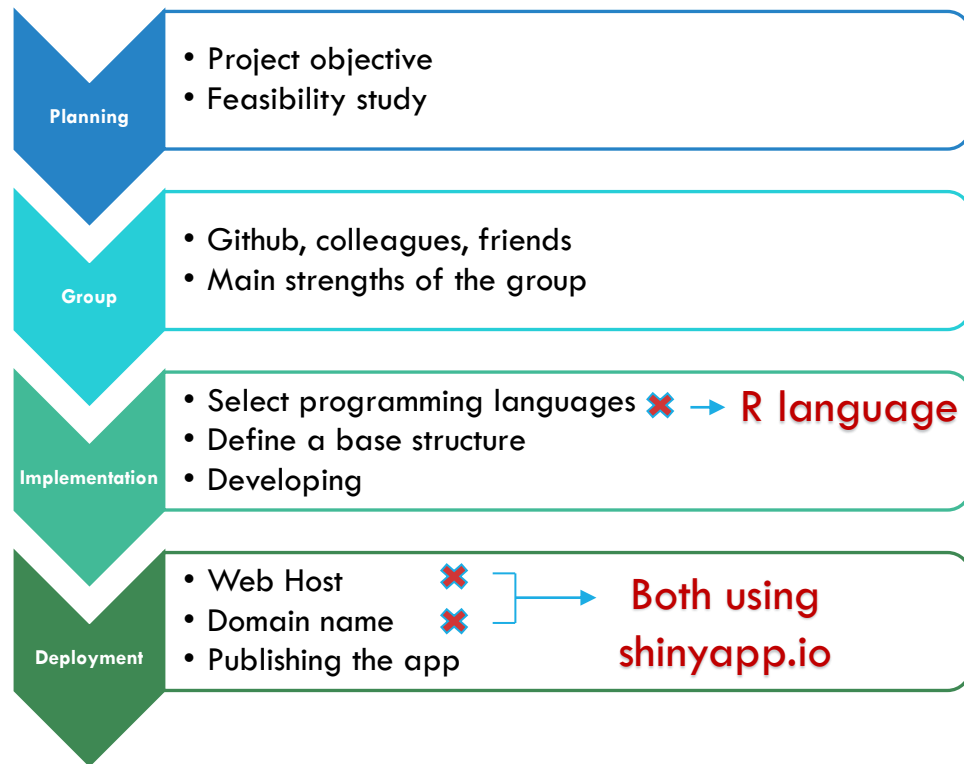 Planning
• Project objective
• Feasibility study
Group
• Github, colleagues, friends
• Main strengths of the group
Implementation
• Select programming languages
R language
• Define a base structure
• Developing
Deployment
• Web Host
• Domain name
• Publishing the app
Both using
shinyapp.io